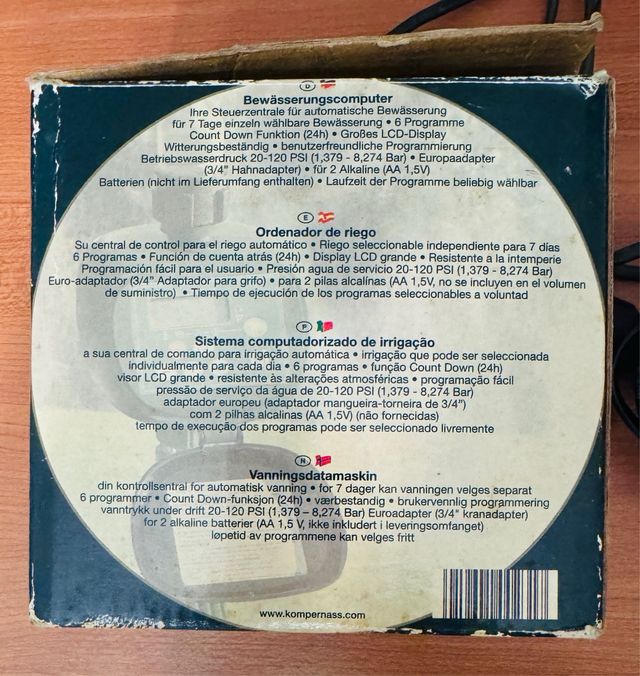 D
Bewässerungscomputer
Ihre Steuerzentrale für automatische Bewässerung
für 7 Tage einzeln wählbare Bewässerung • 6 Programme
Count Down Funktion (24h) • Großes LCD-Display
Witterungsbeständig • benutzerfreundliche Programmierung
Betriebswasserdruck 20-120 PSI (1,379 - 8,274 Bar) • Europaadapter
(3/4" Hahnadapter) • für 2 Alkaline (AA 1,5V)
Batterien (nicht im Lieferumfang enthalten) • Laufzeit der Programme beliebig wählbar
E
Ordenador de riego
Su central de control para el riego automático • Riego seleccionable independiente para 7 días
6 Programas • Función de cuenta atrás (24h) • Display LCD grande • Resistente a la intemperie
Programación fácil para el usuario • Presión agua de servicio 20-120 PSI (1,379 - 8,274 Bar)
Euro-adaptador (3/4" Adaptador para grifo) • para 2 pilas alcalínas (AA 1,5V, no se incluyen en el volumen
de suministro) • Tiempo de ejecución de los programas seleccionables a voluntad
P
Sistema computadorizado de irrigação
a sua central de comando para irrigação automática • irrigação que pode ser seleccionada
individualmente para cada dia • 6 programas • função Count Down (24h)
visor LCD grande • resistente às alterações atmosféricas • programação fácil
pressão de serviço da água de 20-120 PSI (1,379 - 8,274 Bar)
adaptador europeu (adaptador mangueira-torneira de 3/4")
com 2 pilhas alcalinas (AA 1,5V) (não fornecidas)
tempo de execução dos programas pode ser seleccionado livremente
N
Vanningsdatamaskin
din kontrollsentral for automatisk vanning • for 7 dager kan vanningen velges separat
6 programmer • Count Down-funksjon (24h) • værbestandig • brukervennlig programmering
vanntrykk under drift 20-120 PSI (1,379 – 8,274 Bar) Euroadapter (3/4" kranadapter)
for 2 alkaline batterier (AA 1,5 V, ikke inkludert i leveringsomfanget)
løpetid av programmene kan velges fritt
www.kompernass.com